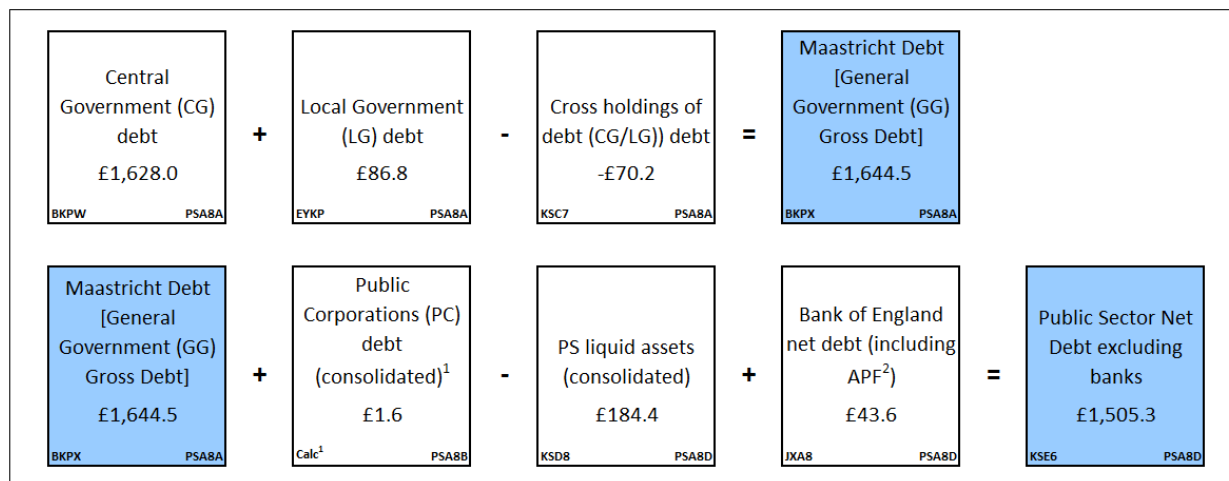 Central
Government (CG)
debt
£1,628.0
BKPW PSA8A
+
Local Government
(LG) debt
£86.8
EYKP PSA8A
-
Cross holdings of
debt (CG/LG)) debt
-£70.2
KSC7 PSA8A
=
Maastricht Debt
[General
Government (GG)
Gross Debt]
£1,644.5
BKPX PSA8A
Maastricht Debt
[General
Government (GG)
Gross Debt]
£1,644.5
BKPX PSA8A
+
Public
Corporations (PC)
debt
(consolidated)¹
£1.6
Calc¹ PSA8B
-
PS liquid assets
(consolidated)
£184.4
KSD8 PSA8D
+
Bank of England
net debt (including
APF²)
£43.6
JXA8 PSA8D
=
Public Sector Net
Debt excluding
banks
£1,505.3
KSE6 PSA8D